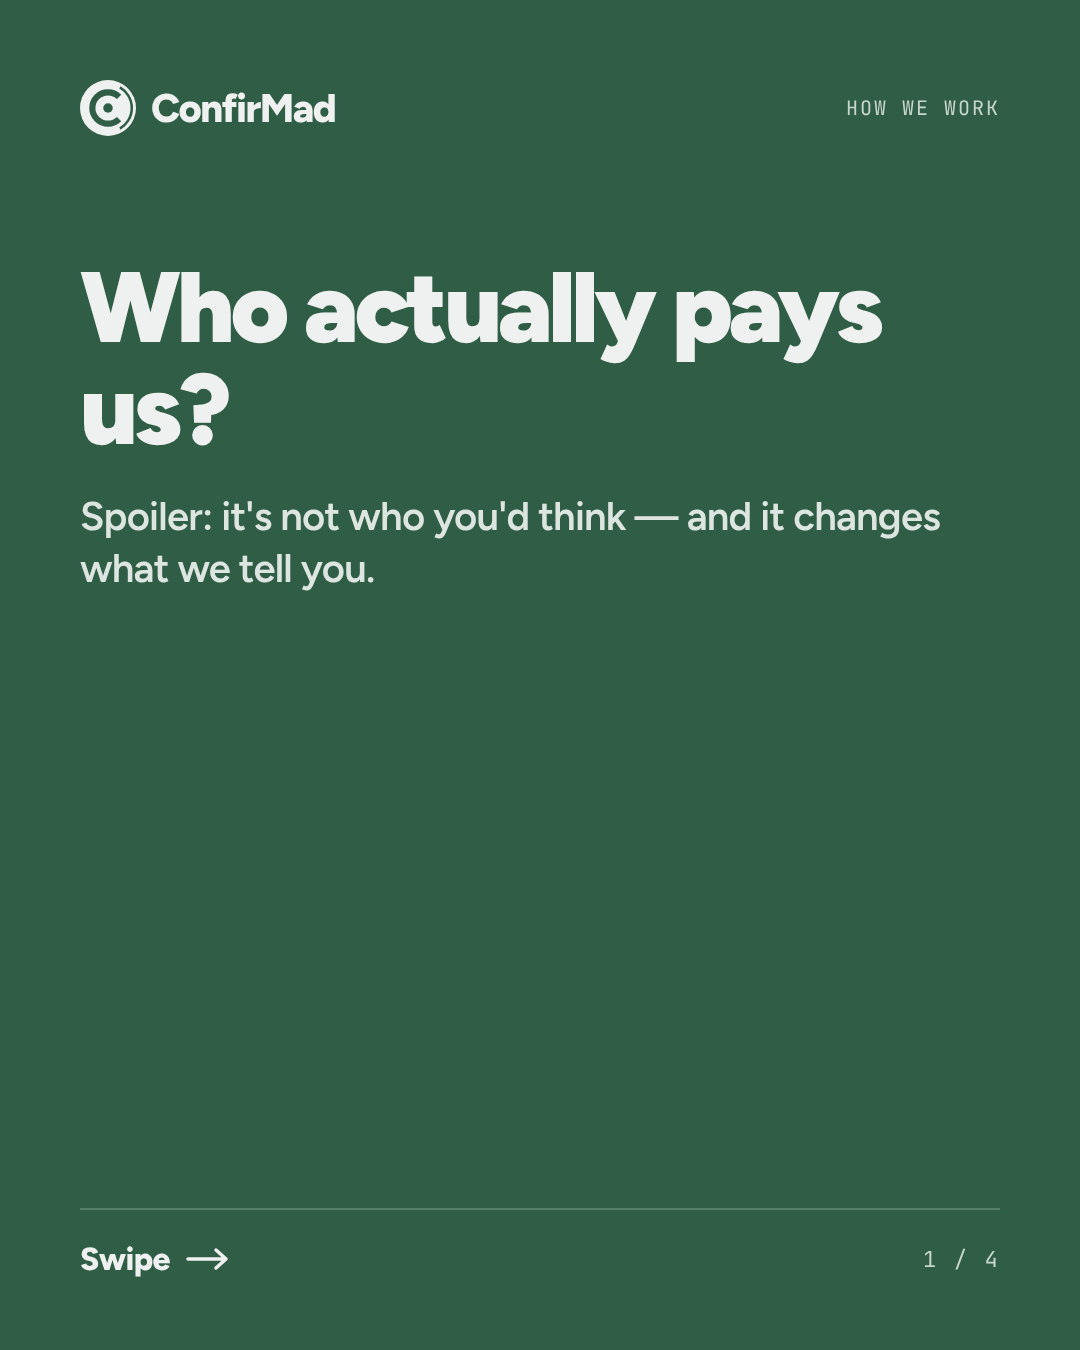 ConfirMad
HOW WE WORK
Who actually pays
us?
Spoiler: it's not who you'd think — and it changes
what we tell you.
Swipe →
1 / 4